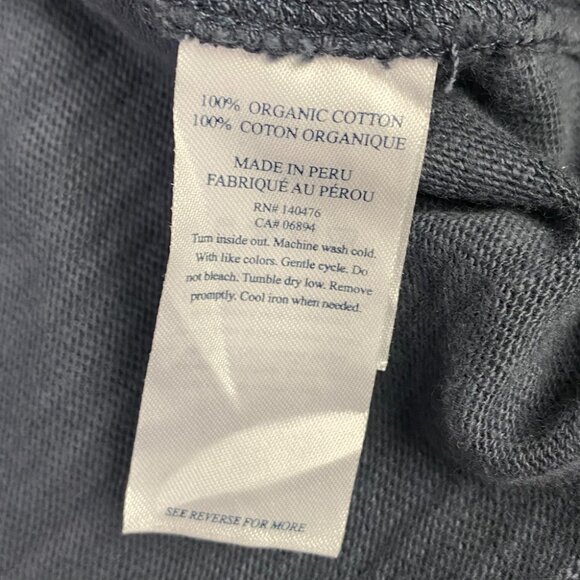 100% ORGANIC COTTON
100% COTON ORGANIQUE
MADE IN PERU
FABRIQUÉ AU PÉROU
RN# 140476
CA# 06894
Turn inside out. Machine wash cold.
With like colors. Gentle cycle. Do
not bleach. Tumble dry low. Remove
promptly. Cool iron when needed.
SEE REVERSE FOR MORE